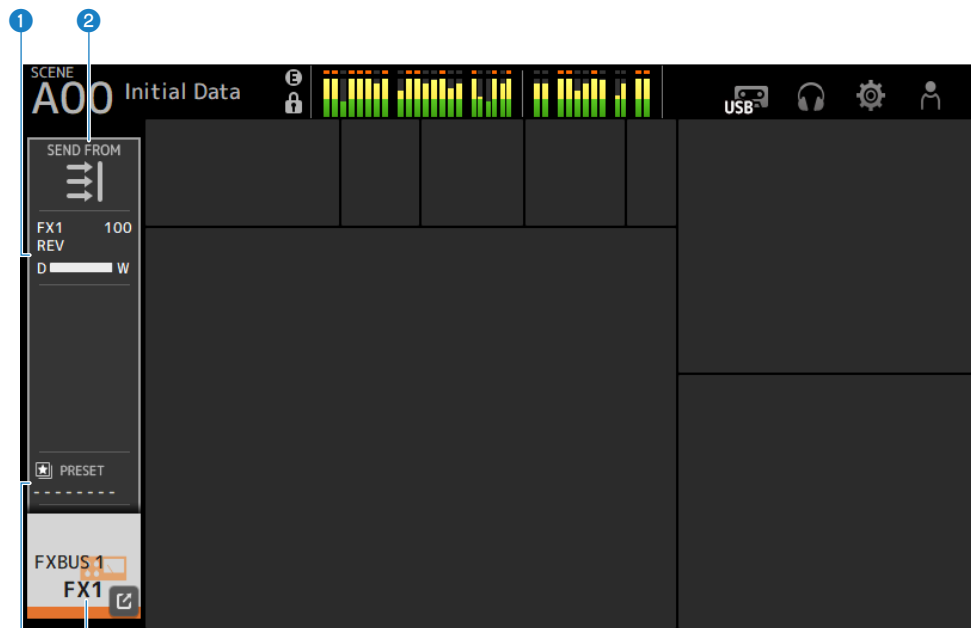 1 2
SCENE
A00 Initial Data
E
USB
SEND FROM
FX1 100
REV
D W
PRESET
--------
FXBUS 1
FX1